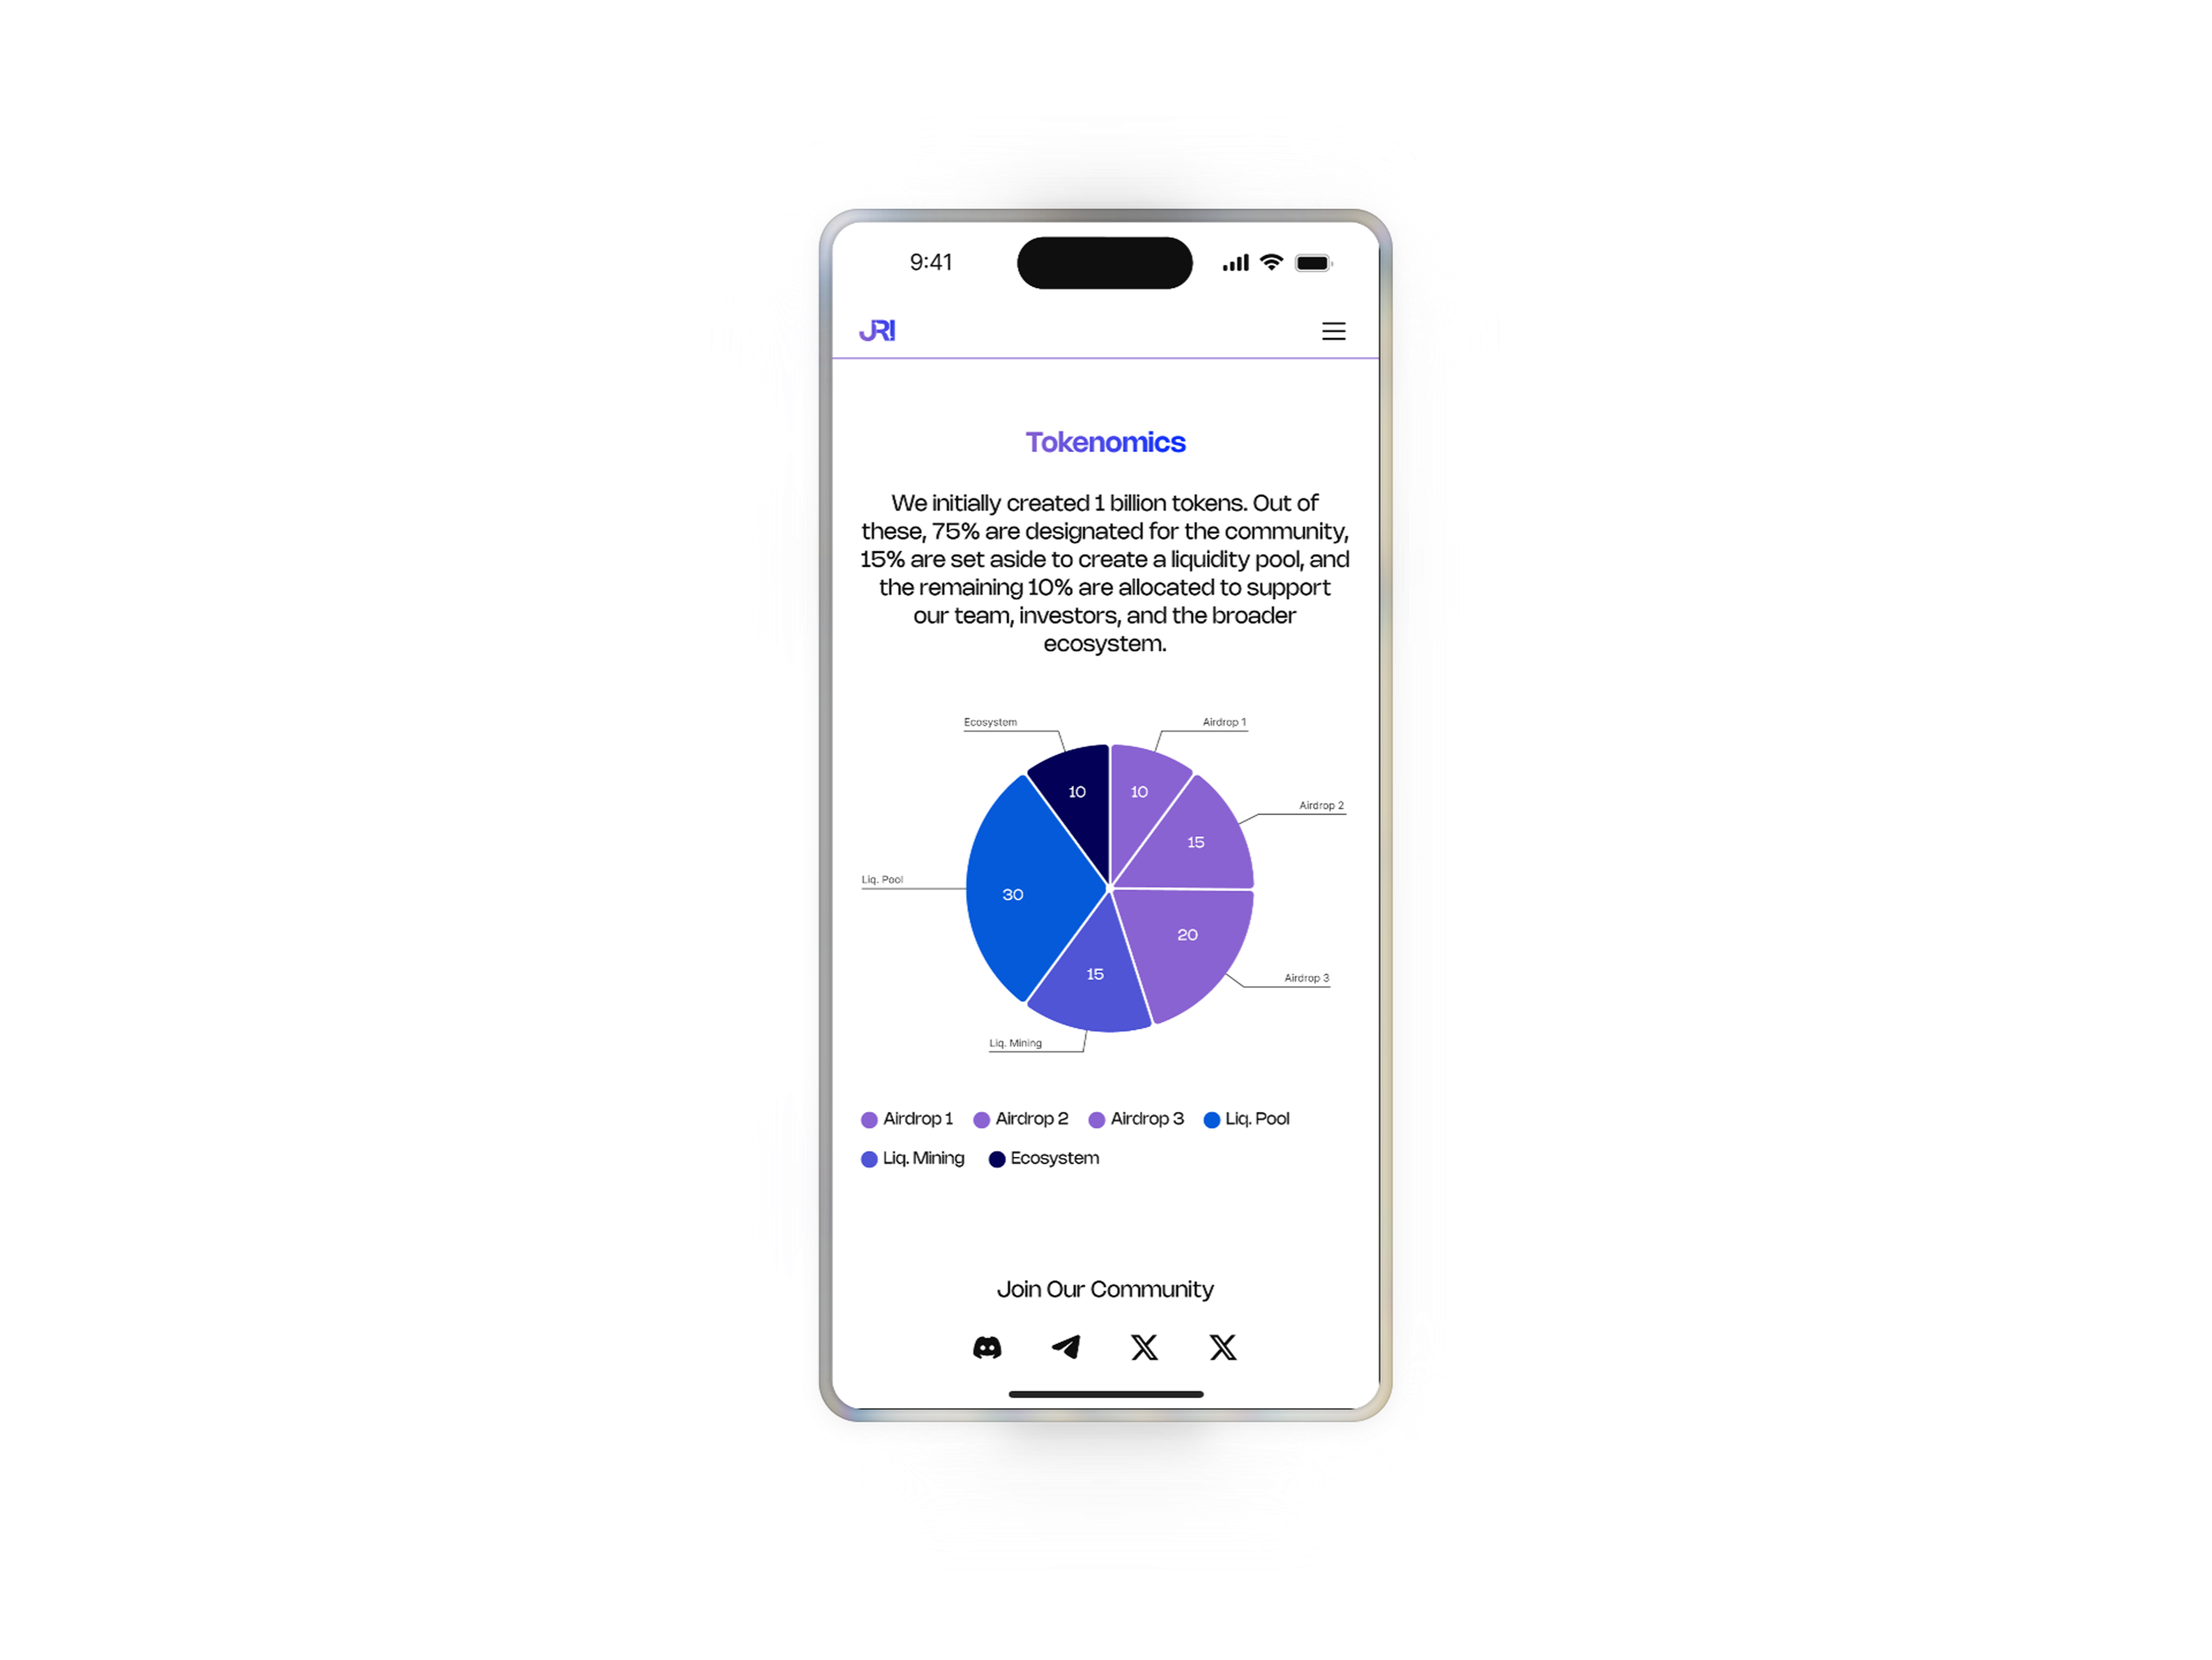 9:41
JRI
Tokenomics
We initially created 1 billion tokens. Out of
these, 75% are designated for the community,
15% are set aside to create a liquidity pool, and
the remaining 10% are allocated to support
our team, investors, and the broader
ecosystem.
Ecosystem
Airdrop 1
10
10
Airdrop 2
15
Liq. Pool
30
20
15
Airdrop 3
Liq. Mining
Airdrop 1 Airdrop 2 Airdrop 3 Liq. Pool
Liq. Mining Ecosystem
Join Our Community